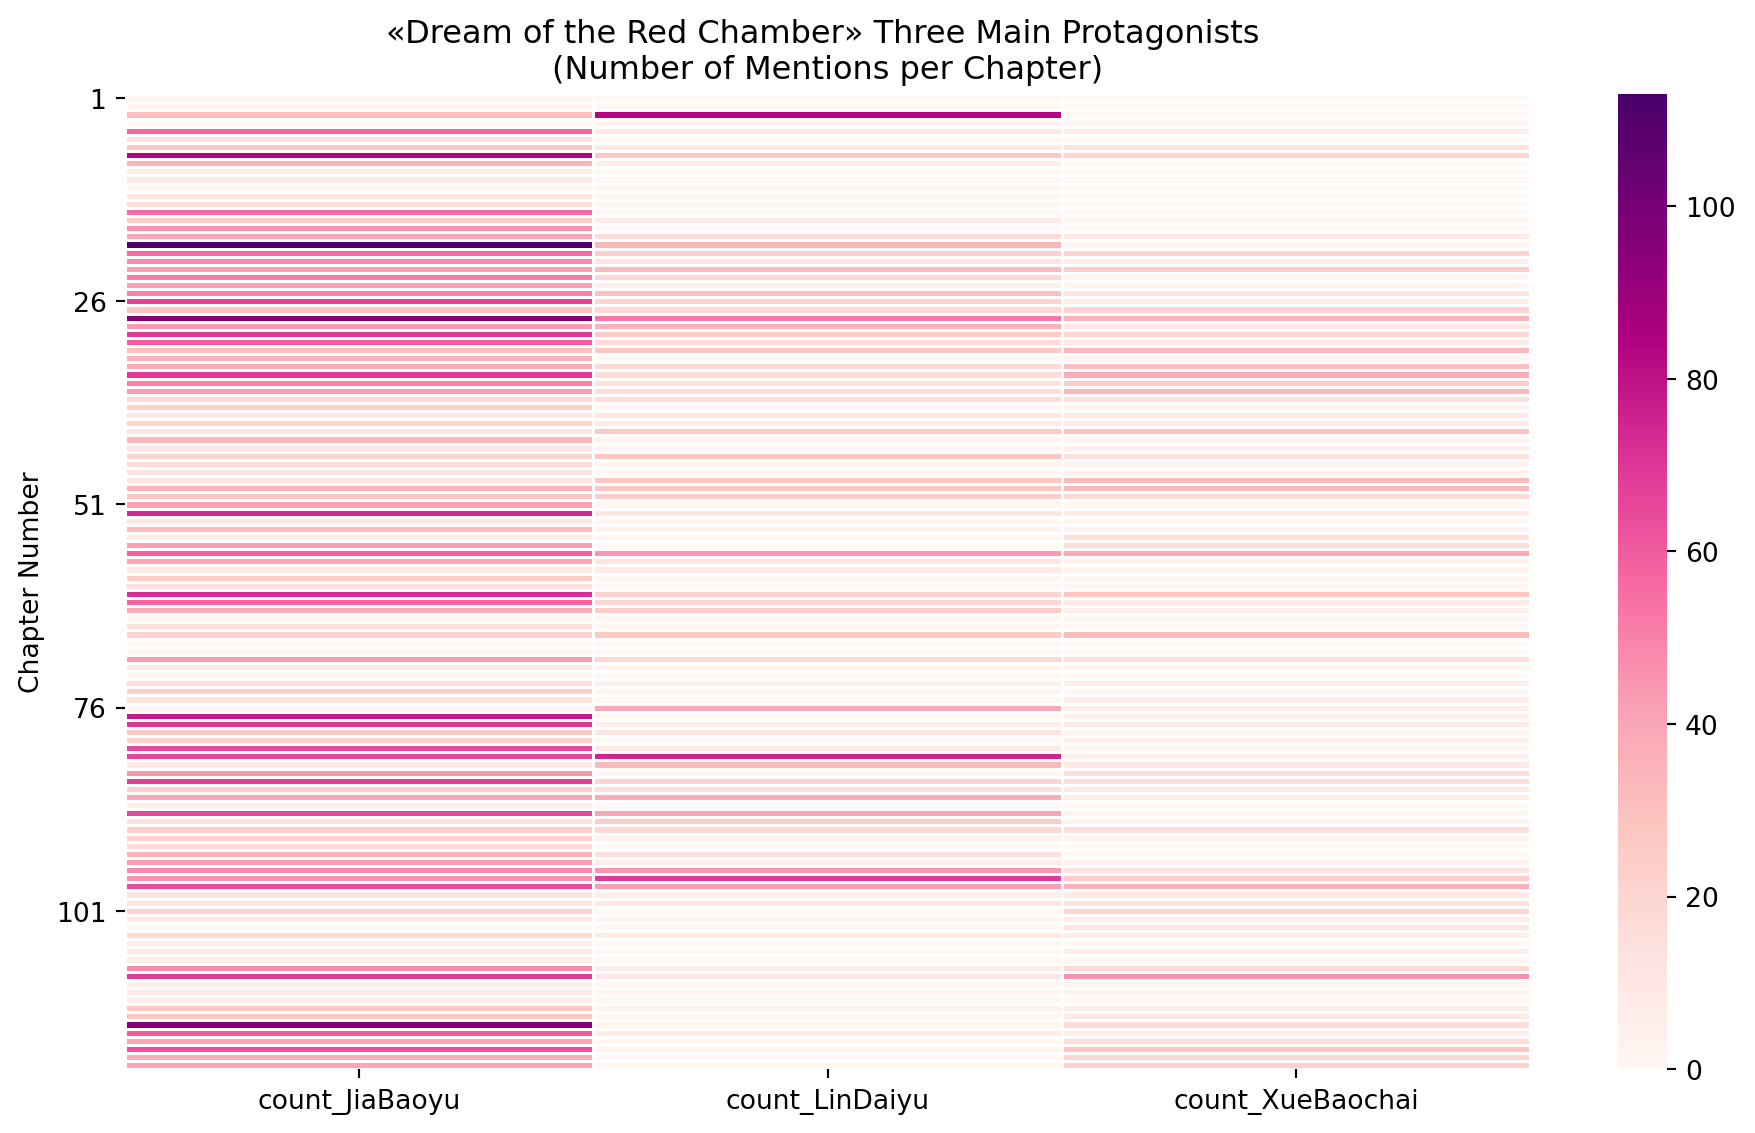 «Dream of the Red Chamber» Three Main Protagonists
(Number of Mentions per Chapter)
Chapter Number
1
26
51
76
101
count_JiaBaoyu
count_LinDaiyu
count_XueBaochai
100
80
60
40
20
0